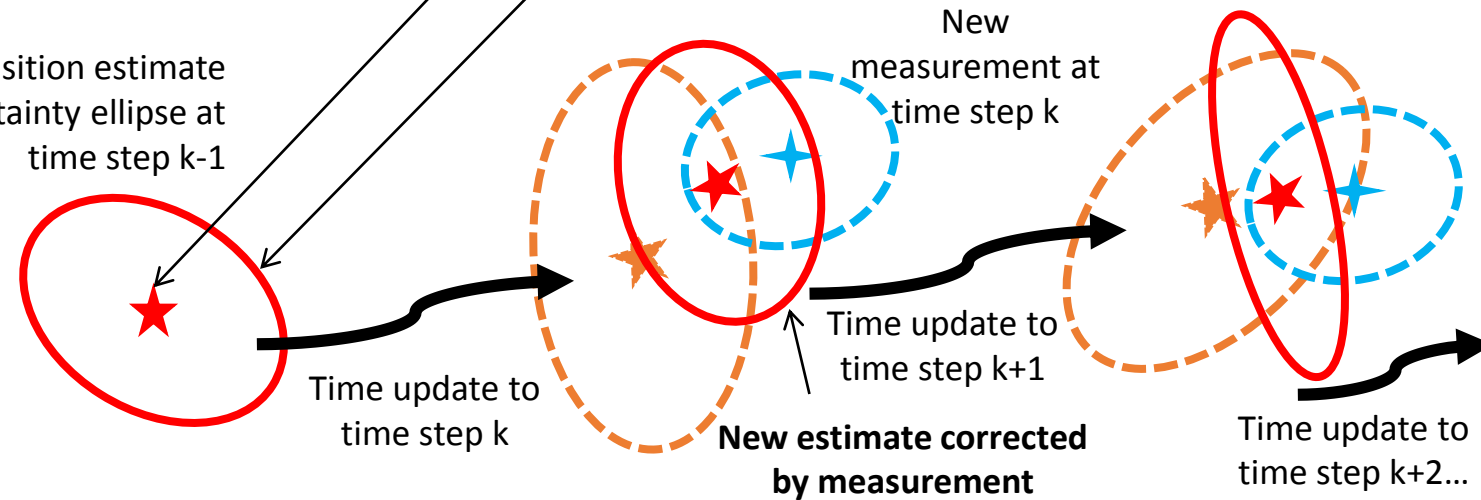 sition estimate
tainty ellipse at
time step k-1
Time update to
time step k
New
measurement at
time step k
Time update to
time step k+1
New estimate corrected
by measurement
Time update to
time step k+2...